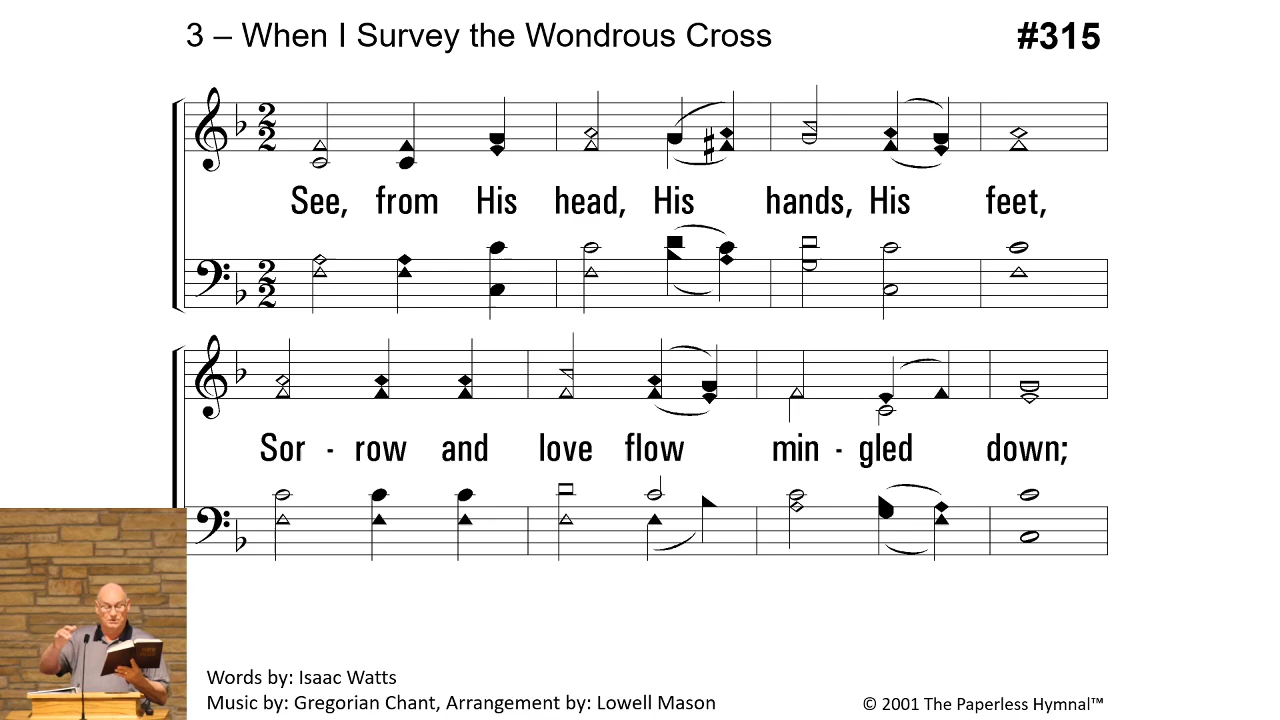 3 – When I Survey the Wondrous Cross #315
See, from His head, His hands, His feet,
Sor - row and love flow min - gled down;
Words by: Isaac Watts
Music by: Gregorian Chant, Arrangement by: Lowell Mason
© 2001 The Paperless Hymnal™